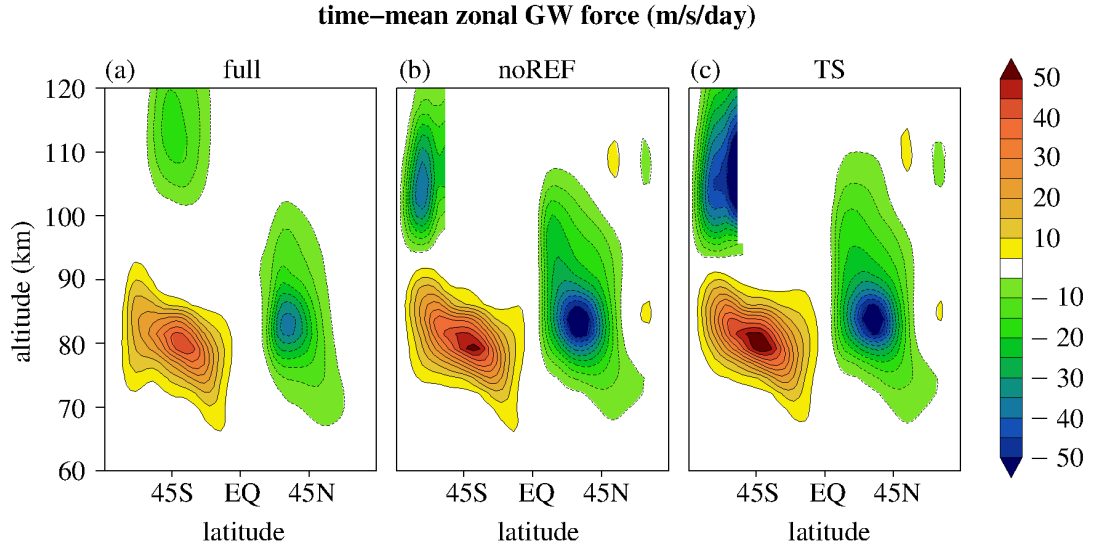 time−mean zonal GW force (m/s/day)
(a) full
(b) noREF
(c) TS
altitude (km)
120
110
100
90
80
70
60
45S EQ 45N
45S EQ 45N
45S EQ 45N
latitude
latitude
latitude
50
40
30
20
10
− 10
− 20
− 30
− 40
− 50